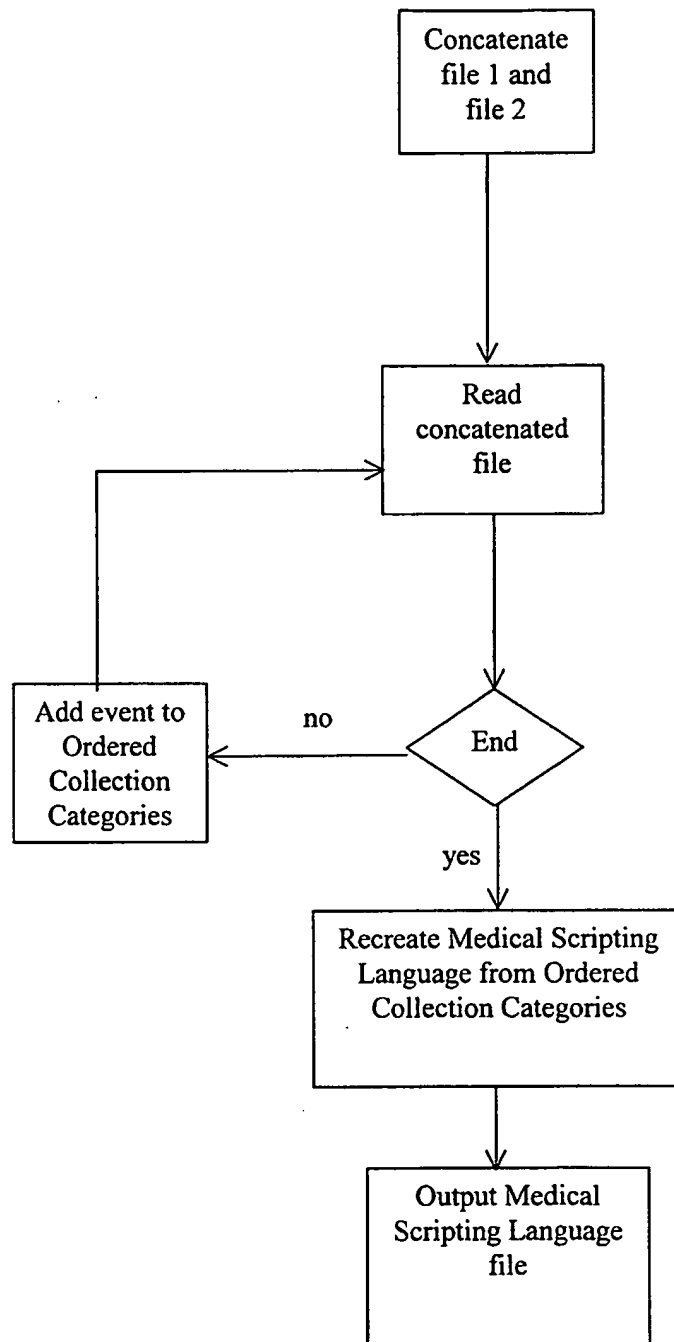 Concatenate
file 1 and
file 2
Read
concatenated
file
End
no
Add event to
Ordered
Collection
Categories
yes
Recreate Medical Scripting
Language from Ordered
Collection Categories
Output Medical
Scripting Language
file